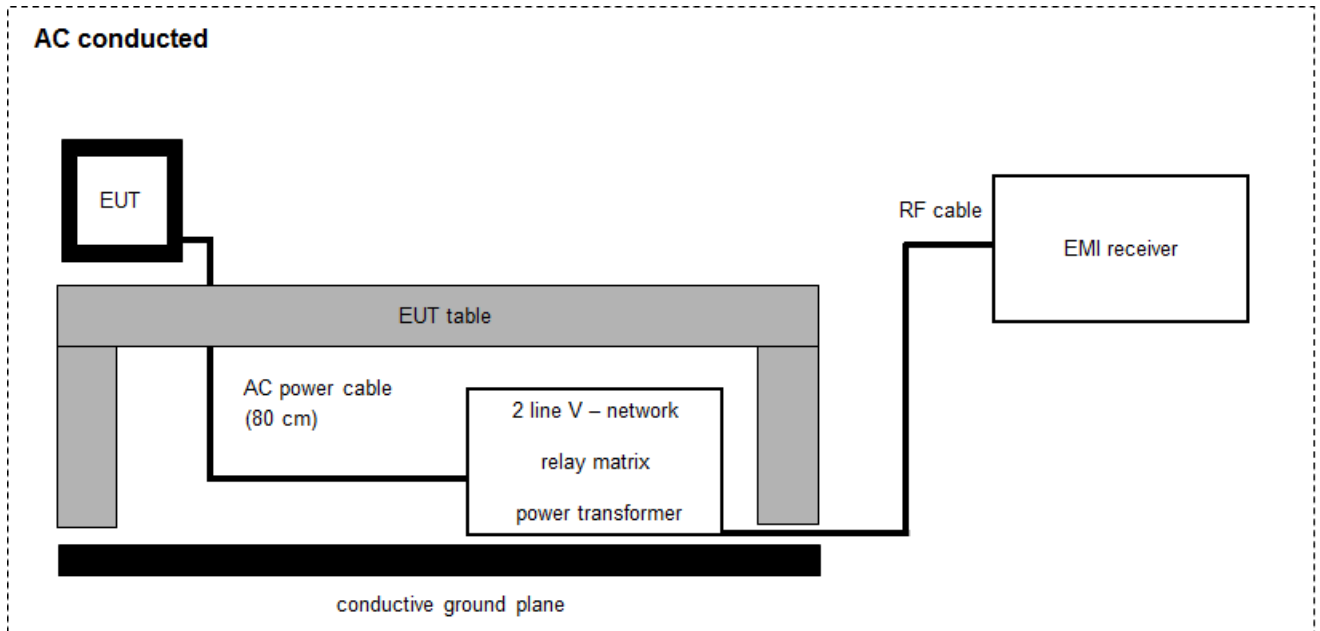 AC conducted
EUT
RF cable
EMI receiver
EUT table
AC power cable
(80 cm)
2 line V – network
relay matrix
power transformer
conductive ground plane